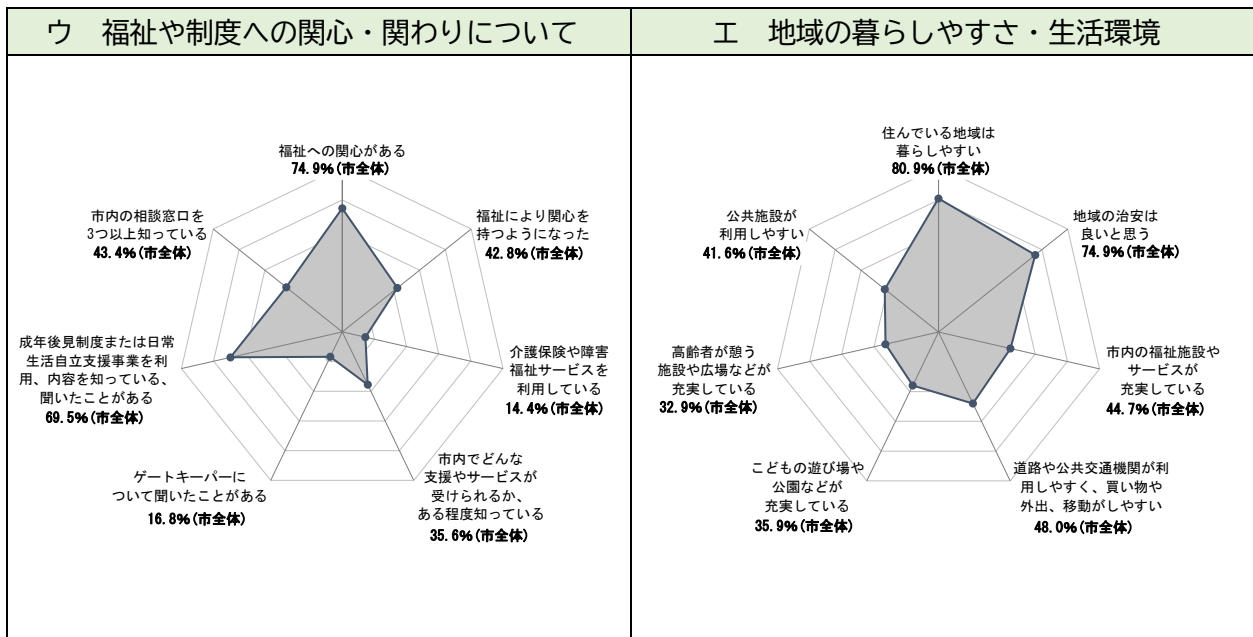 ウ 福祉や制度への関心・関わりについて
福祉への関心がある
74.9%(市全体)
福祉により関心を
持つようになった
42.8%(市全体)
介護保険や障害
福祉サービスを
利用している
14.4%(市全体)
市内でどんな
支援やサービスが
受けられるか、
ある程度知っている
35.6%(市全体)
ゲートキーパーに
ついて聞いたことがある
16.8%(市全体)
成年後見制度または日常
生活自立支援事業を利
用、内容を知っている、
聞いたことがある
69.5%(市全体)
市内の相談窓口を
3つ以上知っている
43.4%(市全体)
エ 地域の暮らしやすさ・生活環境
住んでいる地域は
暮らしやすい
80.9%(市全体)
地域の治安は
良いと思う
74.9%(市全体)
市内の福祉施設や
サービスが
充実している
44.7%(市全体)
道路や公共交通機関が利
用しやすく、買い物や
外出、移動がしやすい
48.0%(市全体)
こどもの遊び場や
公園などが
充実している
35.9%(市全体)
高齢者が憩う
施設や広場などが
充実している
32.9%(市全体)
公共施設が
利用しやすい
41.6%(市全体)